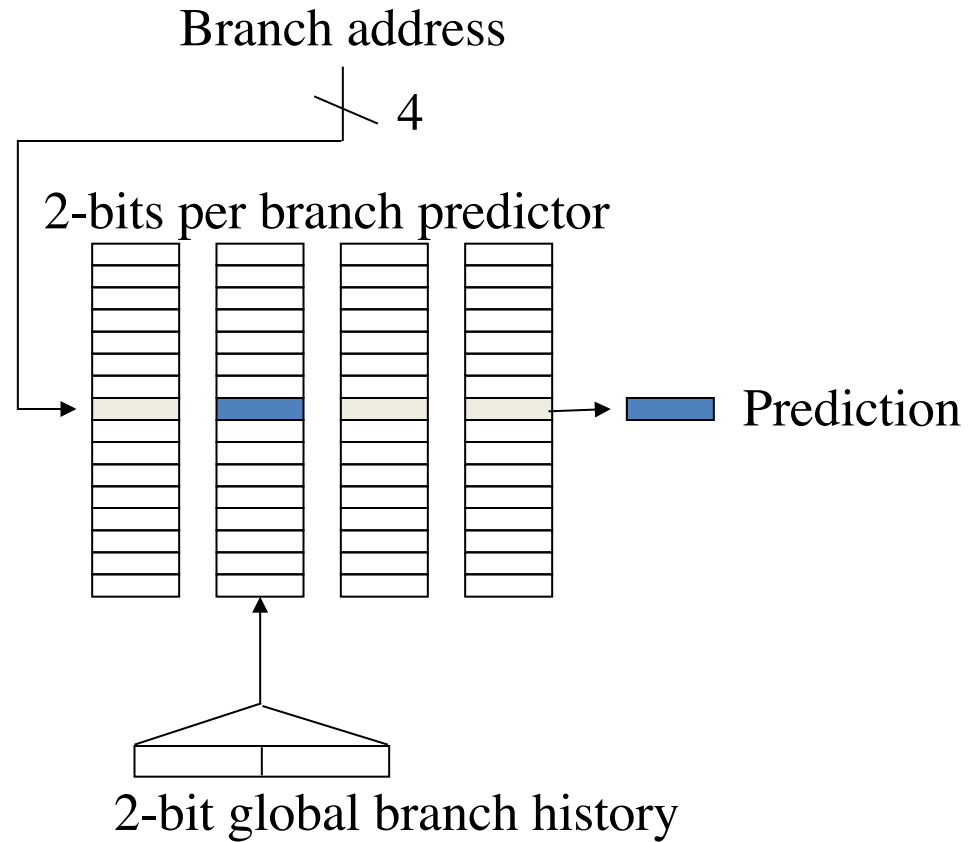 Branch address
4
2-bits per branch predictor
Prediction
2-bit global branch history